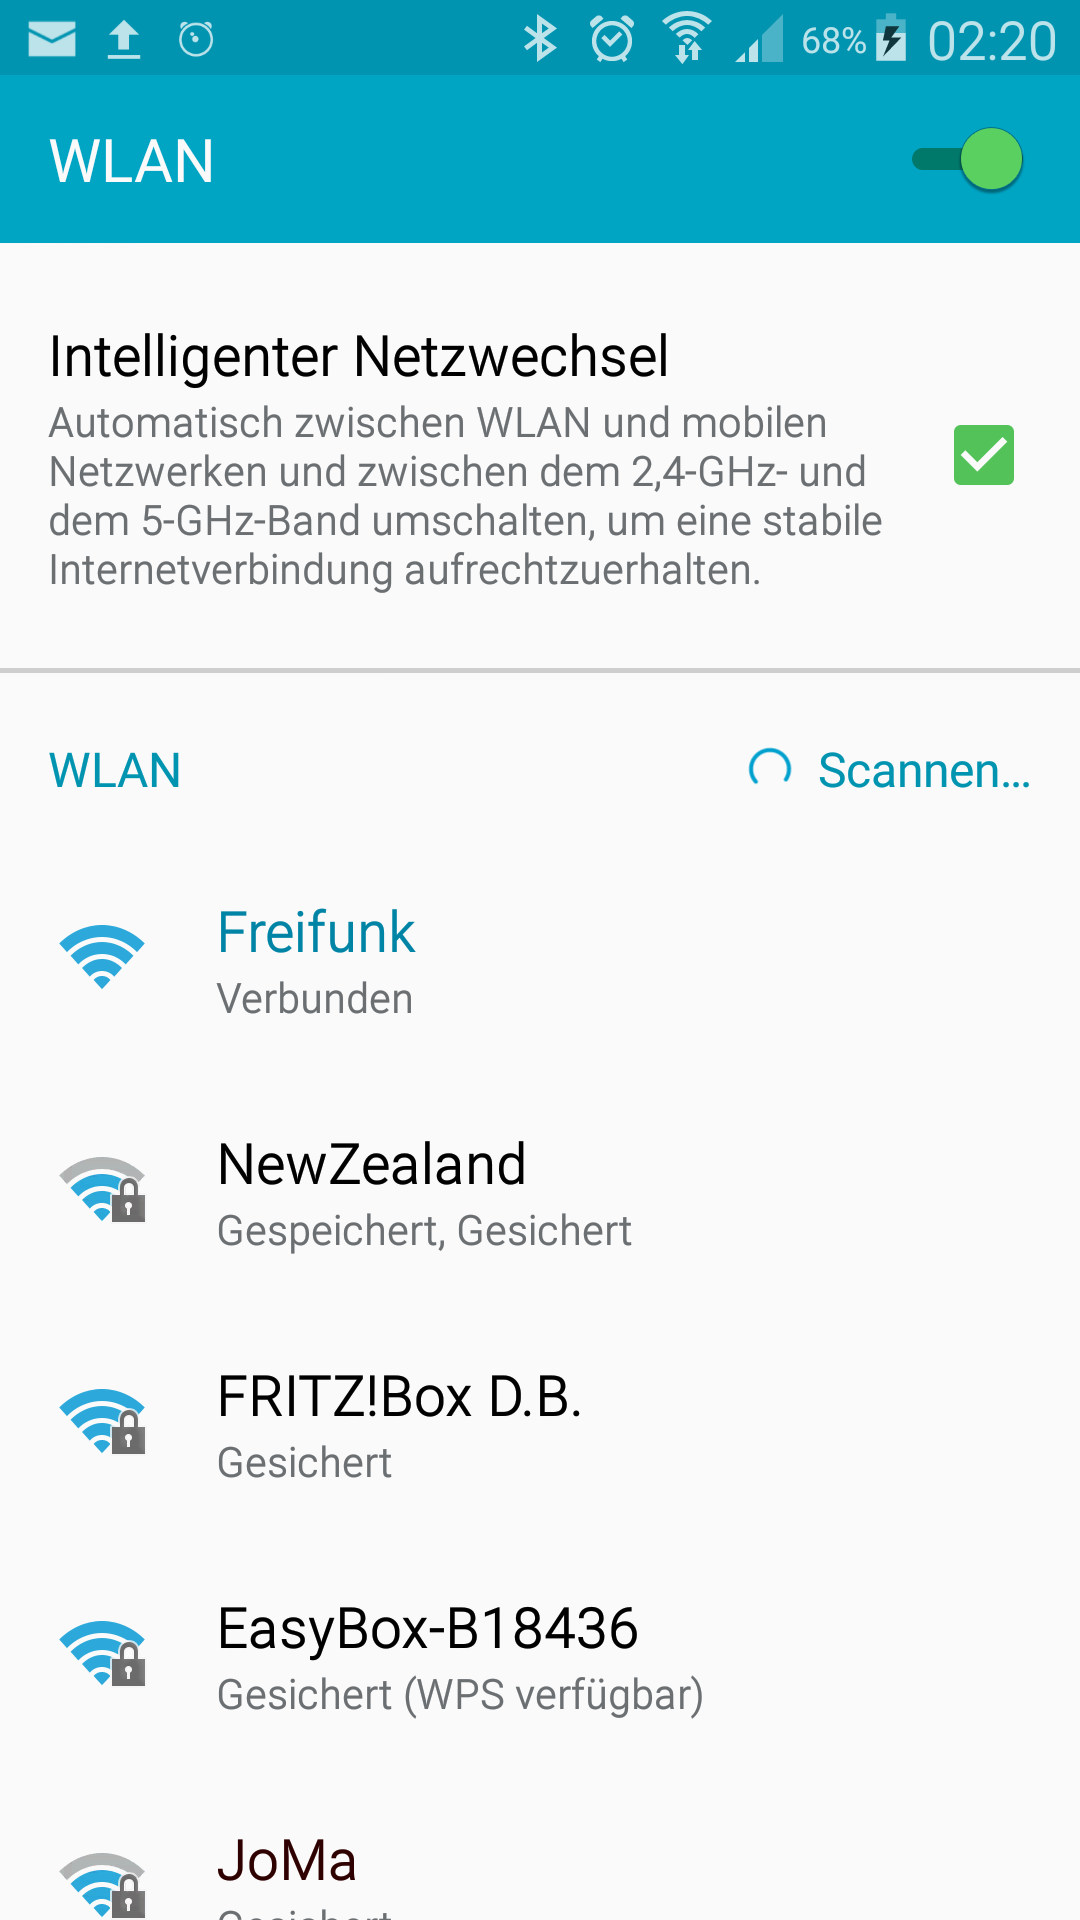 68% 02:20
WLAN
Intelligenter Netzwechsel
Automatisch zwischen WLAN und mobilen
Netzwerken und zwischen dem 2,4-GHz- und
dem 5-GHz-Band umschalten, um eine stabile
Internetverbindung aufrechtzuerhalten.
WLAN Scannen...
Freifunk
Verbunden
NewZealand
Gespeichert, Gesichert
FRITZ!Box D.B.
Gesichert
EasyBox-B18436
Gesichert (WPS verfügbar)
JoMa
Gesichert